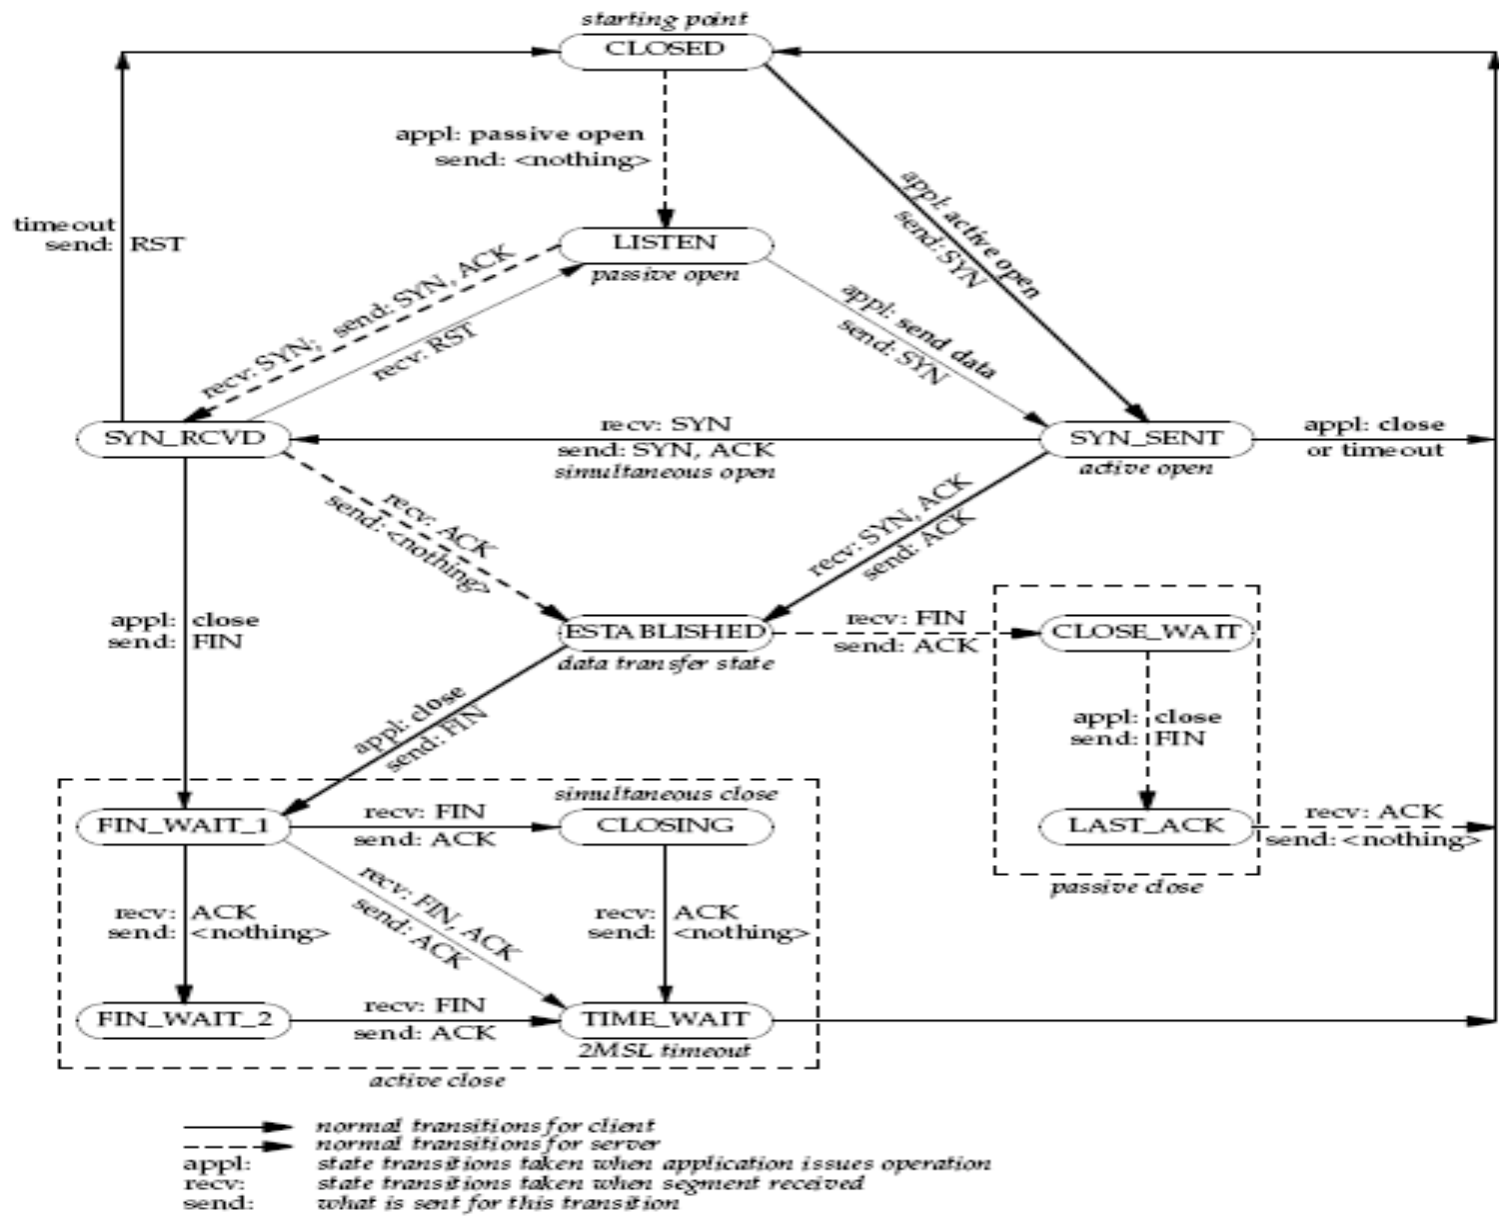 starting point
CLOSED
appl: passive open
send: <nothing>
appl: active open
send: SYN
timeout
send: RST
LISTEN
passive open
recv: SYN; send: SYN, ACK
recv: RST
appl: send data
send: SYN
SYN_RCVD
recv: SYN
send: SYN, ACK
simultaneous open
SYN_SENT
active open
appl: close
or timeout
recv: ACK
send: <nothing>
recv: SYN, ACK
send: ACK
appl: close
send: FIN
ESTABLISHED
data transfer state
recv: FIN
send: ACK
CLOSE_WAIT
appl: close
send: FIN
appl: close
send: FIN
simultaneous close
FIN_WAIT_1
recv: FIN
send: ACK
CLOSING
LAST_ACK
recv: ACK
send: <nothing>
passive close
recv: ACK
send: <nothing>
recv: FIN, ACK
send: ACK
recv: ACK
send: <nothing>
FIN_WAIT_2
recv: FIN
send: ACK
TIME_WAIT
2MSL timeout
active close
normal transitions for client
normal transitions for server
appl: state transitions taken when application issues operation
recv: state transitions taken when segment received
send: what is sent for this transition